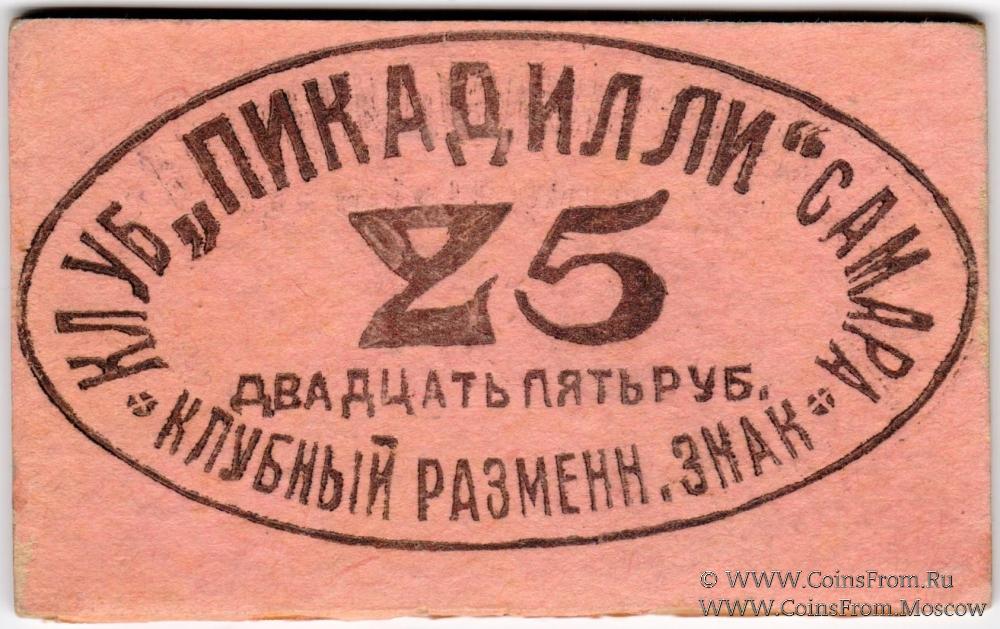 КЛУБ „ПИКАДИЛЛИ“ САМАРА
25
ДВАДЦАТЬ ПЯТЬ РУБ.
КЛУБНЫЙ РАЗМЕНН. ЗНАК
© WWW.CoinsFrom.Ru
WWW.CoinsFrom.Moscow